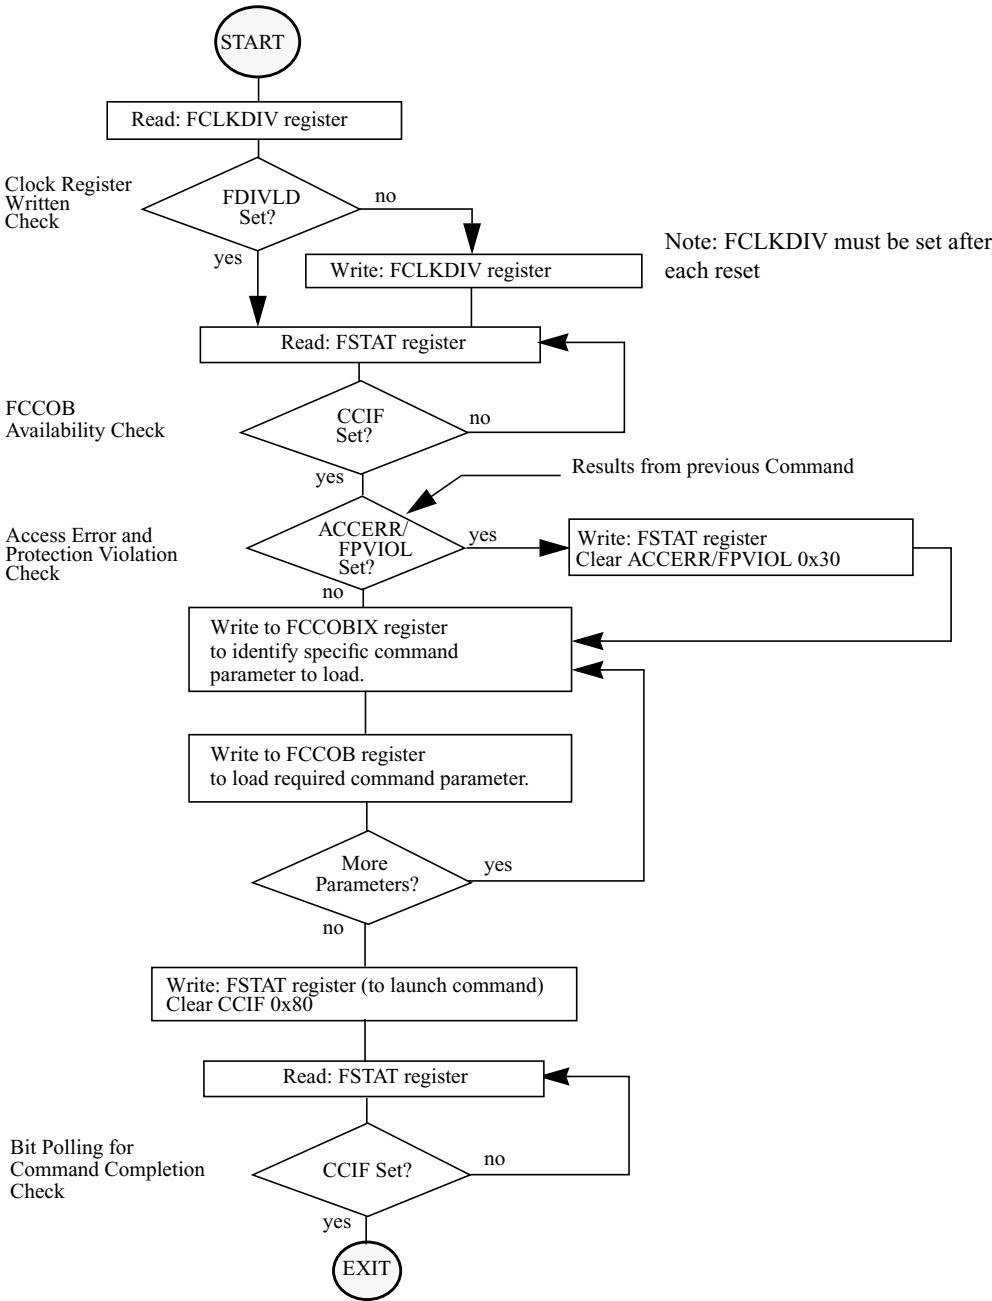 START
Read: FCLKDIV register
Clock Register
Written
Check
FDIVLD
Set?
no
yes
Write: FCLKDIV register
Note: FCLKDIV must be set after
each reset
Read: FSTAT register
FCCOB
Availability Check
CCIF
Set?
no
yes
Results from previous Command
Access Error and
Protection Violation
Check
ACCERR/
FPVIOL
Set?
yes
no
Write: FSTAT register
Clear ACCERR/FPVIOL 0x30
Write to FCCOBIX register
to identify specific command
parameter to load.
Write to FCCOB register
to load required command parameter.
More
Parameters?
yes
no
Write: FSTAT register (to launch command)
Clear CCIF 0x80
Read: FSTAT register
Bit Polling for
Command Completion
Check
CCIF Set?
no
yes
EXIT